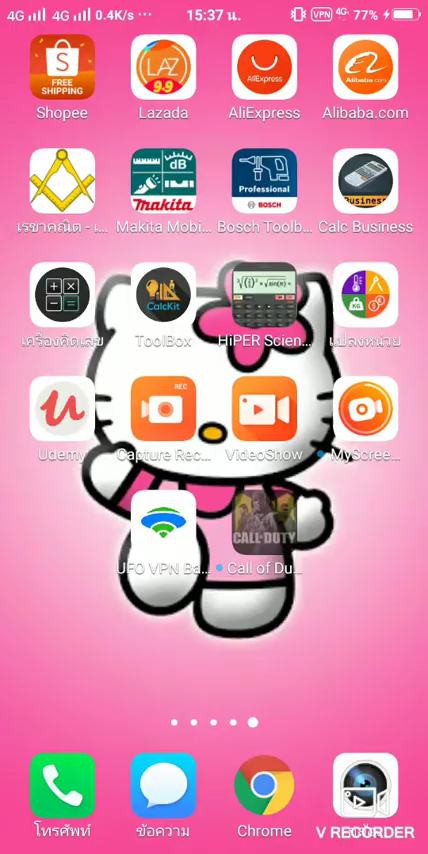 4G 4G 0.4K/s ··· 15:37 น. VPN 4G 77%
FREE
SHIPPING
LAZ
9.9
AliExpress
Alibaba.com
Shopee Lazada AliExpress Alibaba.com
dB
Makita
Professional
BOSCH
Business
เรขาคณิต - เ... Makita Mobi... Bosch Toolb... Calc Business
CalcKit
เครื่องคิดเลข ToolBox HiPER Scien... แปลงหน่วย
REC
Udemy Capture Rec... VideoShow MyScree...
CALL OF DUTY
UFO VPN Ba... Call of Du...
โทรศัพท์ ข้อความ Chrome
V RECORDER